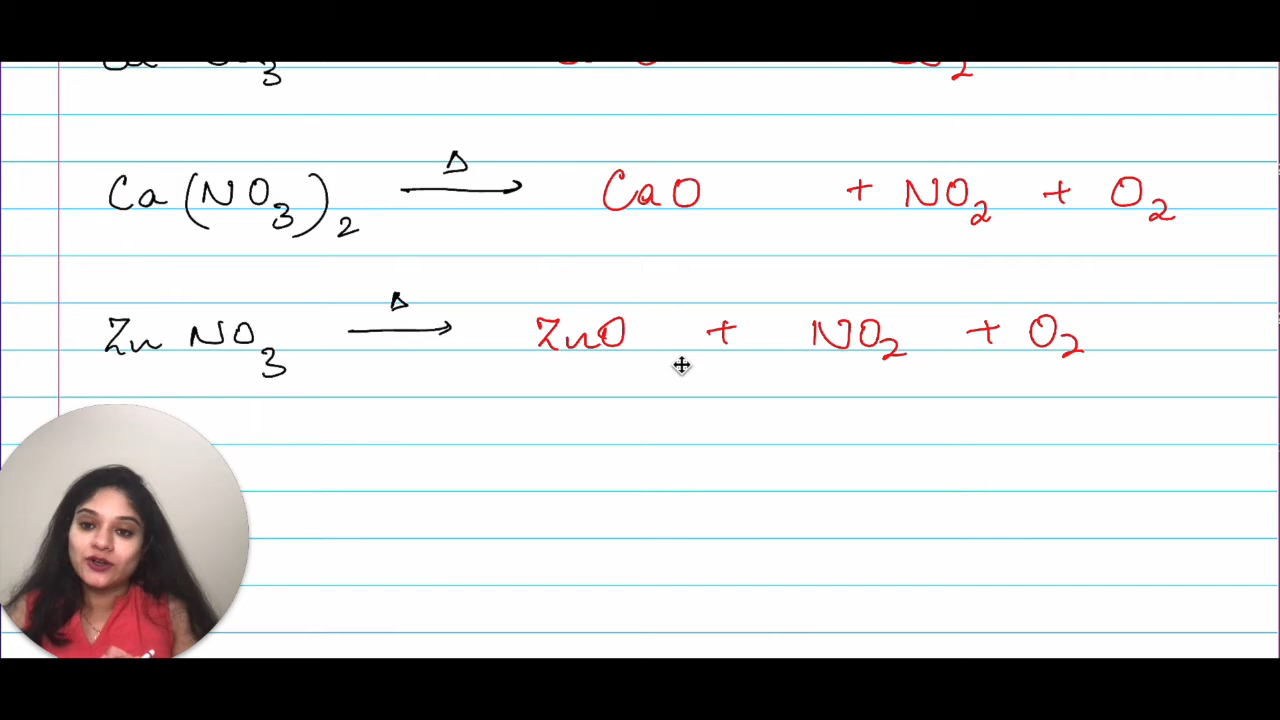 Ca (NO3)2 Δ→ CaO + NO2 + O2
Zn NO3 Δ→ ZnO + NO2 + O2